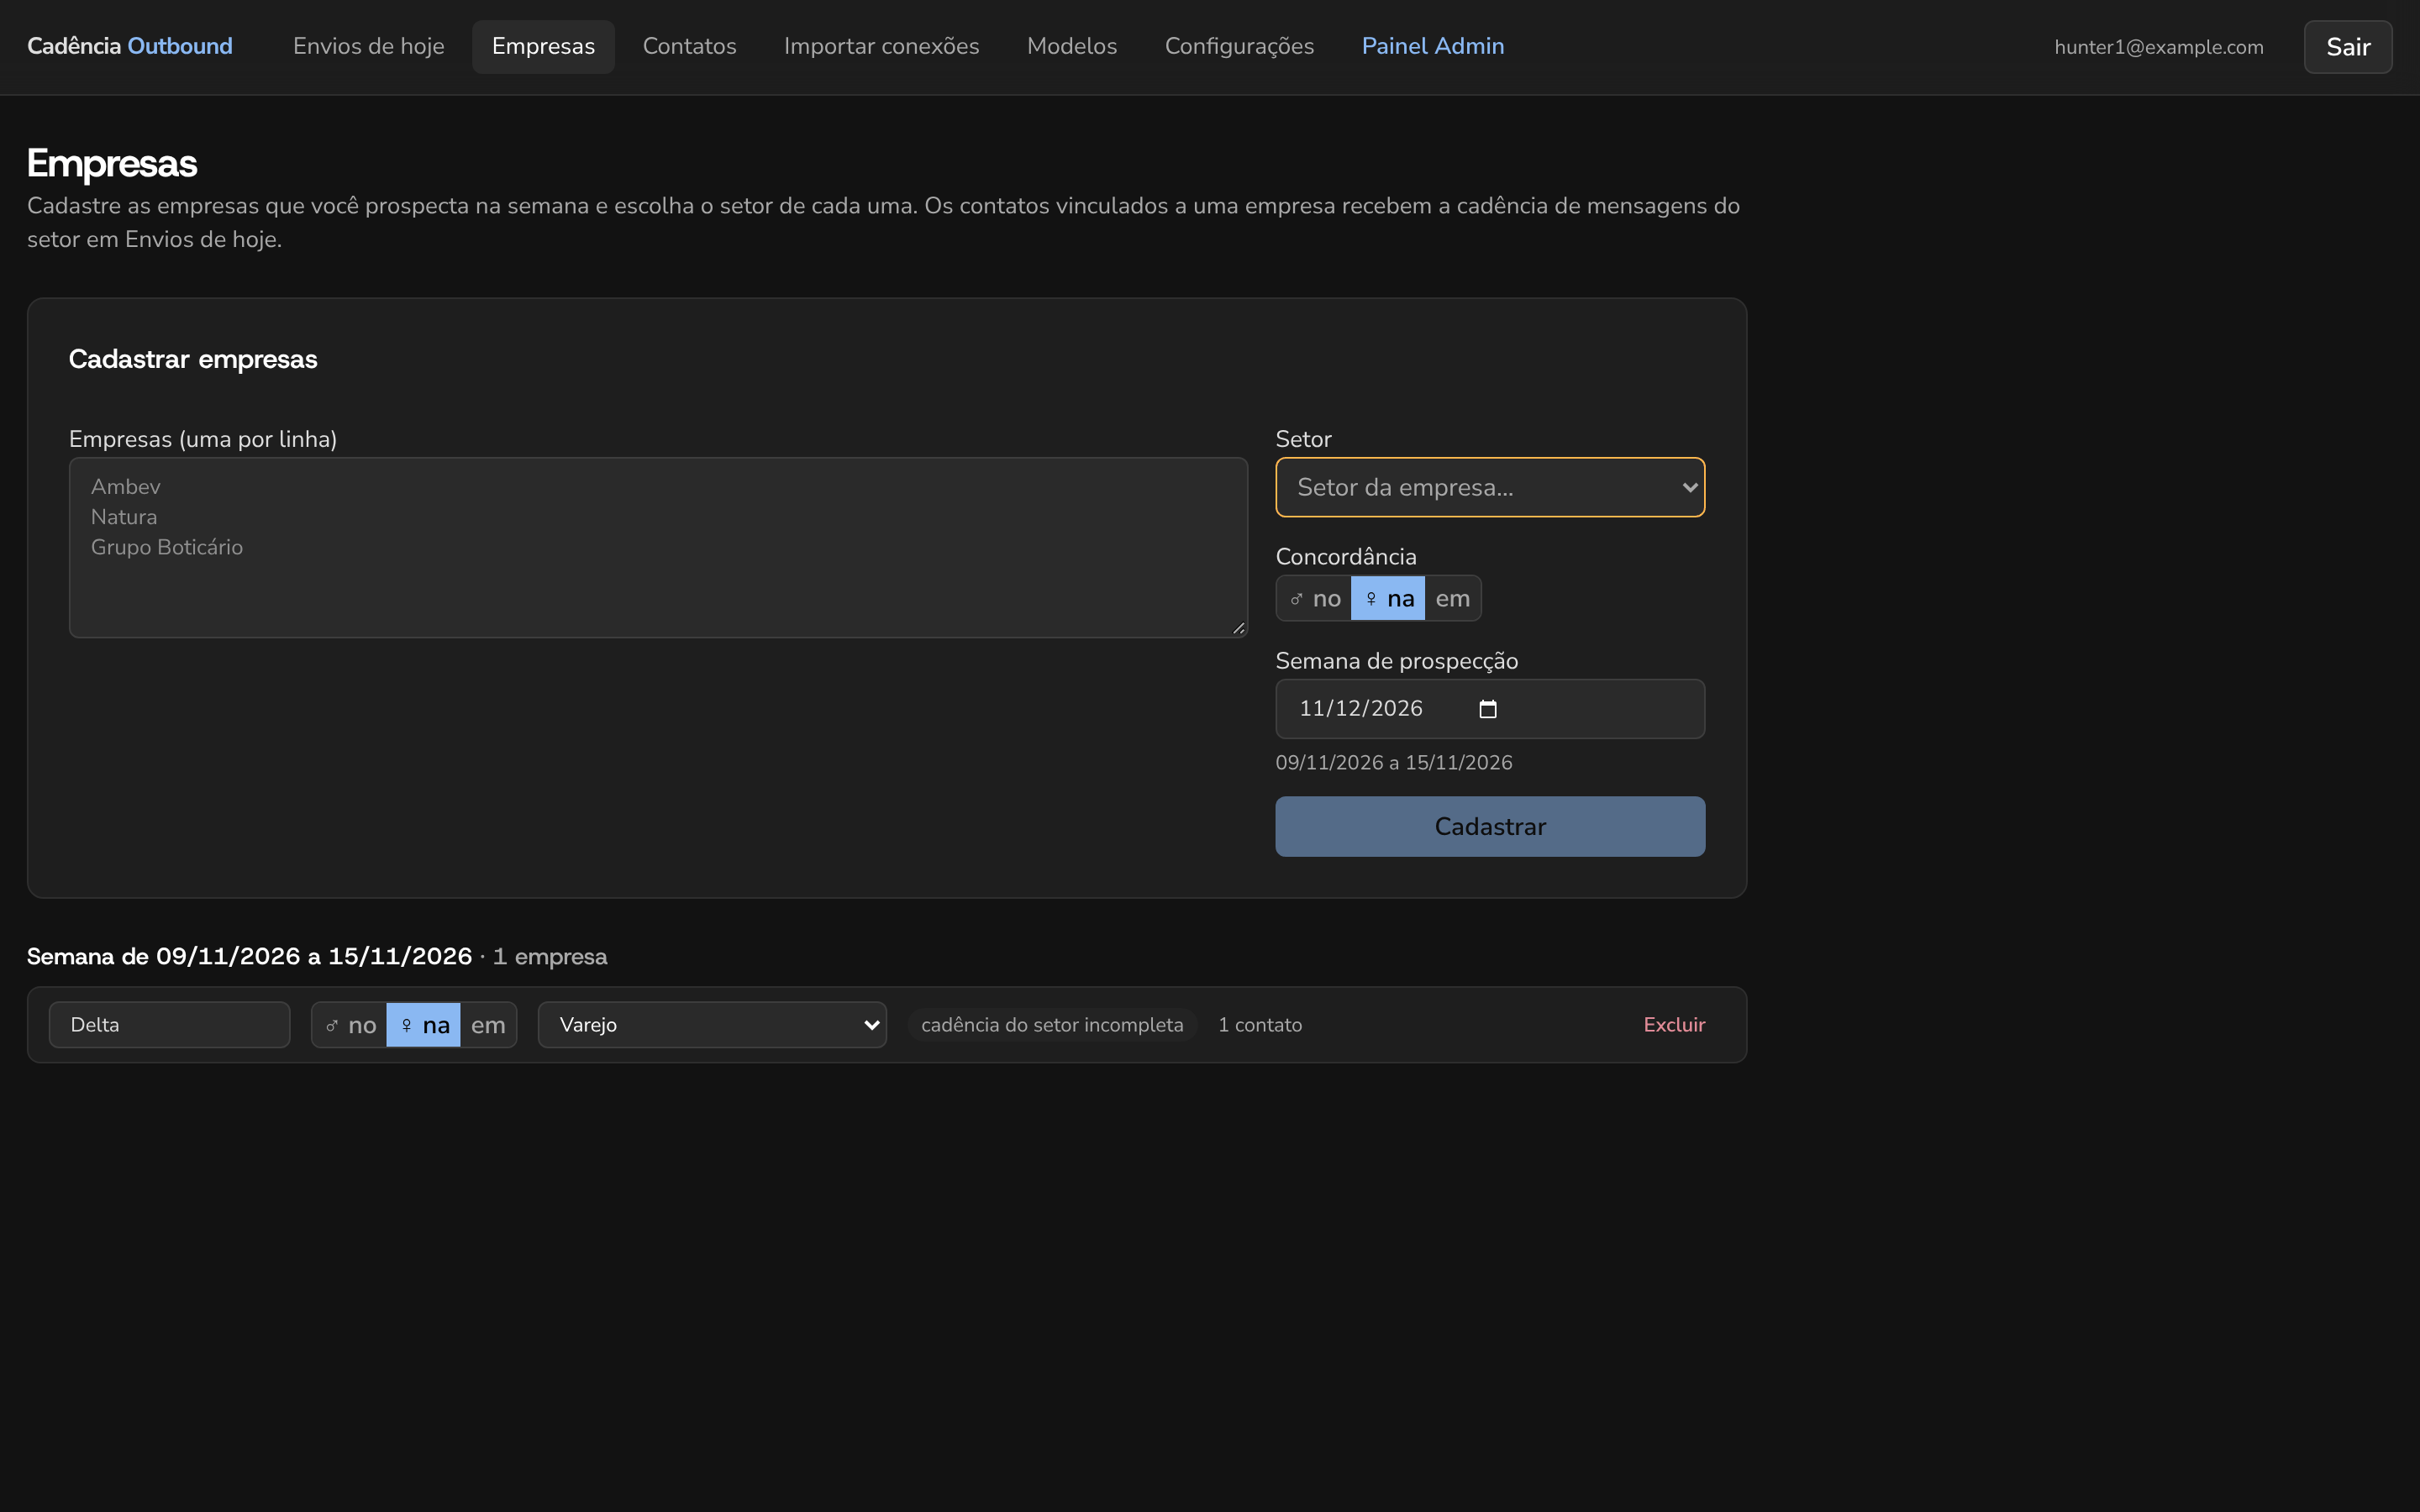 Cadência Outbound Envios de hoje Empresas Contatos Importar conexões Modelos Configurações Painel Admin hunter1@example.com Sair
Empresas
Cadastre as empresas que você prospecta na semana e escolha o setor de cada uma. Os contatos vinculados a uma empresa recebem a cadência de mensagens do
setor em Envios de hoje.
Cadastrar empresas
Empresas (uma por linha)
Ambev
Natura
Grupo Boticário
Setor
Setor da empresa...
Concordância
♂ no ♀ na em
Semana de prospecção
11/12/2026
09/11/2026 a 15/11/2026
Cadastrar
Semana de 09/11/2026 a 15/11/2026 · 1 empresa
Delta ♂ no ♀ na em Varejo cadência do setor incompleta 1 contato Excluir